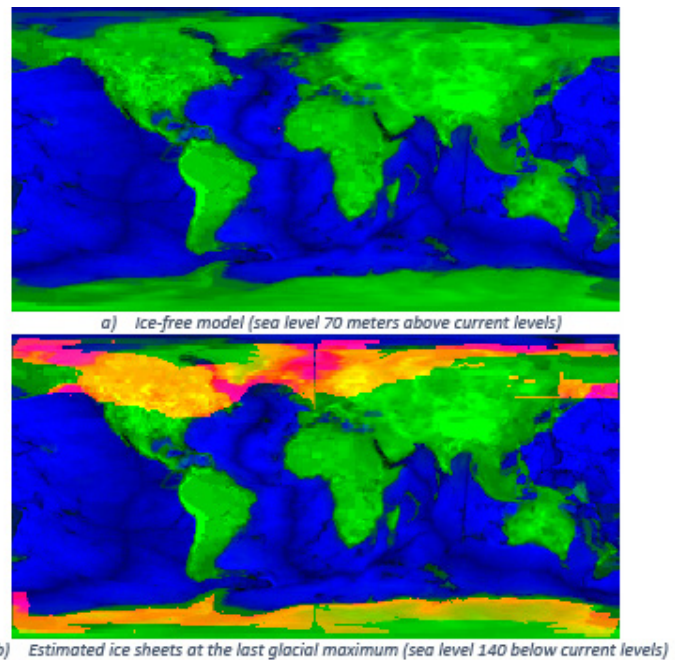 a) Ice-free model (sea level 70 meters above current levels)
b) Estimated ice sheets at the last glacial maximum (sea level 140 below current levels)